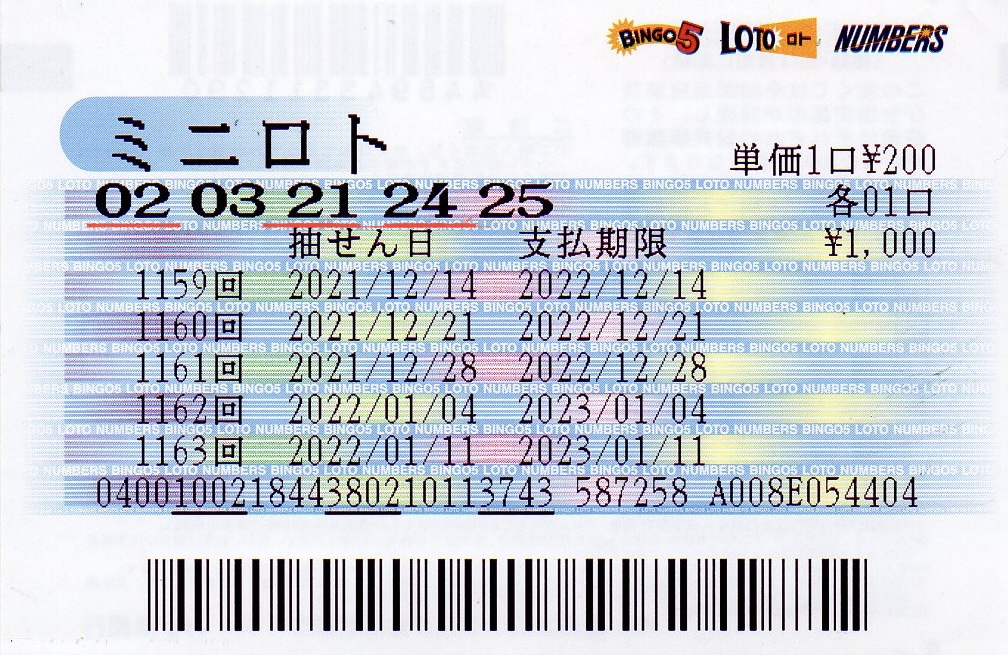 BINGO5 LOTO ロト NUMBERS
ミニロト
単価1口¥200
02 03 21 24 25 各01口
抽せん日 支払期限 ¥1,000
1159回 2021/12/14 2022/12/14
1160回 2021/12/21 2022/12/21
1161回 2021/12/28 2022/12/28
1162回 2022/01/04 2023/01/04
1163回 2022/01/11 2023/01/11
040010021844380210113743 587258 A008E054404